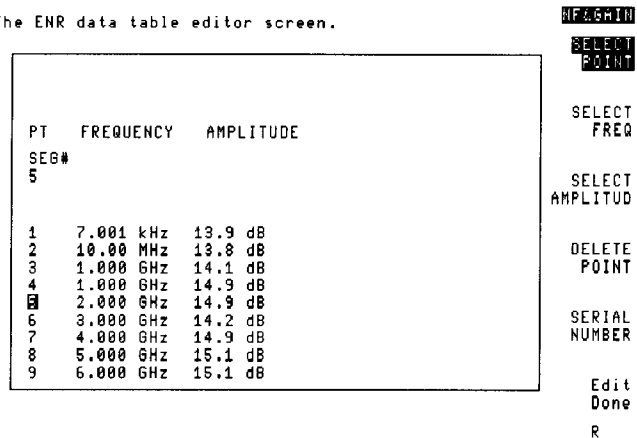 The ENR data table editor screen.
NF&GAIN
SELECT
POINT
PT FREQUENCY AMPLITUDE
SEG#
5
1 7.001 kHz 13.9 dB
2 10.00 MHz 13.8 dB
3 1.000 GHz 14.1 dB
4 1.000 GHz 14.9 dB
5 2.000 GHz 14.9 dB
6 3.000 GHz 14.2 dB
7 4.000 GHz 14.9 dB
8 5.000 GHz 15.1 dB
9 6.000 GHz 15.1 dB
SELECT
FREQ
SELECT
AMPLITUD
DELETE
POINT
SERIAL
NUMBER
Edit
Done
R